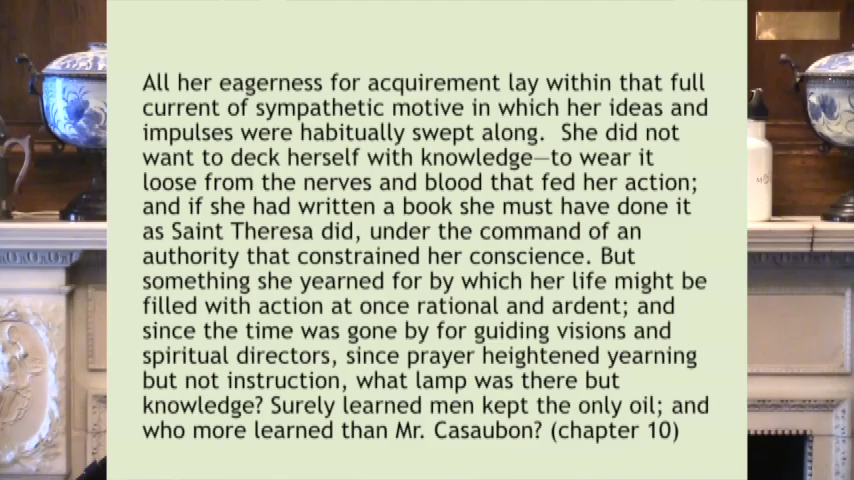 All her eagerness for acquirement lay within that full
current of sympathetic motive in which her ideas and
impulses were habitually swept along.  She did not
want to deck herself with knowledge—to wear it
loose from the nerves and blood that fed her action;
and if she had written a book she must have done it
as Saint Theresa did, under the command of an
authority that constrained her conscience. But
something she yearned for by which her life might be
filled with action at once rational and ardent; and
since the time was gone by for guiding visions and
spiritual directors, since prayer heightened yearning
but not instruction, what lamp was there but
knowledge? Surely learned men kept the only oil; and
who more learned than Mr. Casaubon? (chapter 10)